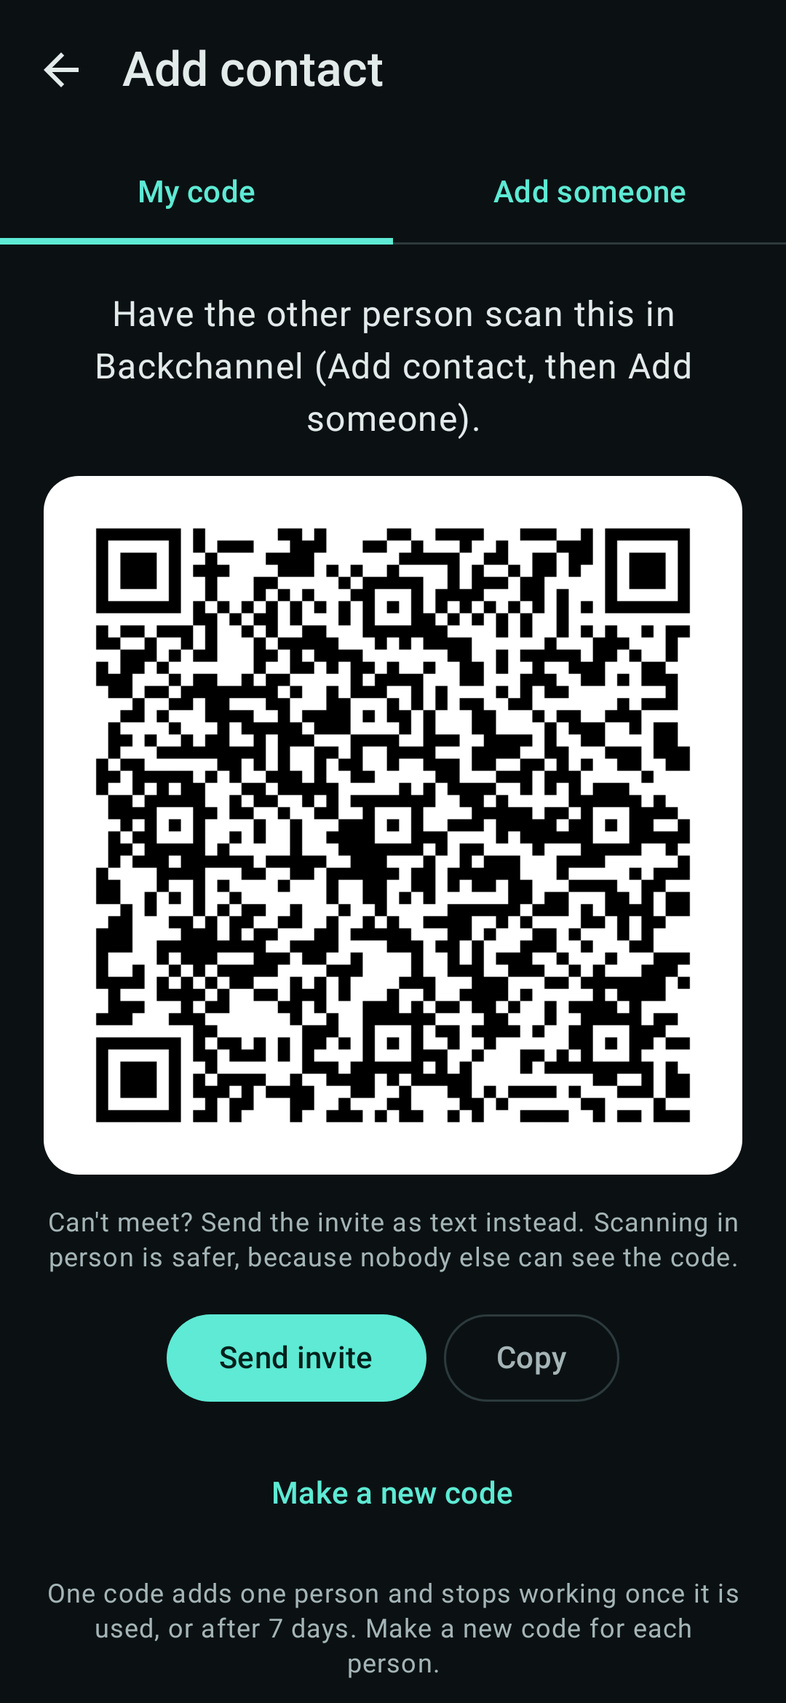 Add contact
My code
Add someone
Have the other person scan this in
Backchannel (Add contact, then Add
someone).
Can't meet? Send the invite as text instead. Scanning in
person is safer, because nobody else can see the code.
Send invite
Copy
Make a new code
One code adds one person and stops working once it is
used, or after 7 days. Make a new code for each
person.